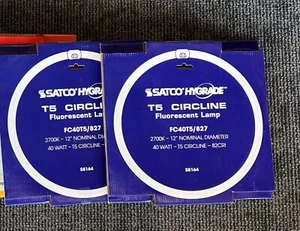 SATCO HYGRADE
T5 CIRCLINE
Fluorescent Lamp
FC40T5/827
2700K - 12" NOMINAL DIAMETER
40 WATT - T5 CIRCLINE -
S8164
SATCO HYGRADE
T5 CIRCLINE
Fluorescent Lamp
FC40T5/827
2700K - 12" NOMINAL DIAMETER
40 WATT - T5 CIRCLINE - 82CRI
S8164